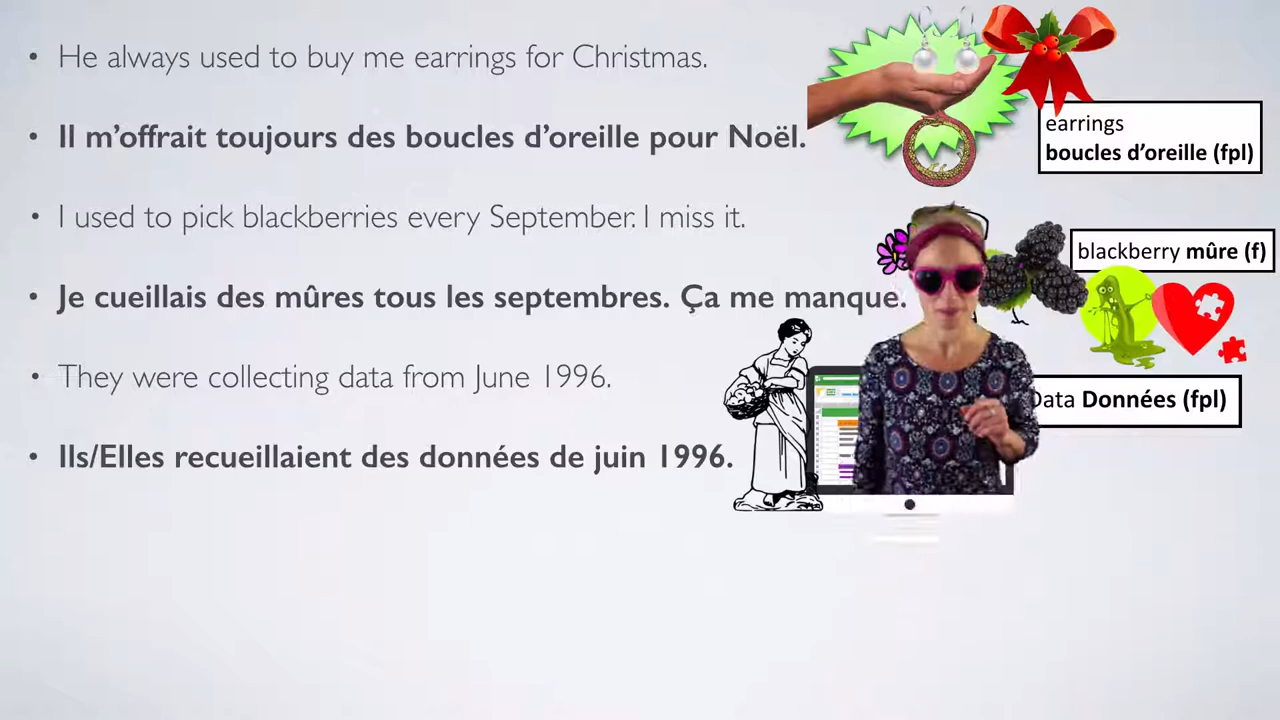 • He always used to buy me earrings for Christmas.
• Il m'offrait toujours des boucles d'oreille pour Noël.
earrings
boucles d'oreille (fpl)
• I used to pick blackberries every September. I miss it.
blackberry mûre (f)
• Je cueillais des mûres tous les septembres. Ça me manque.
• They were collecting data from June 1996.
Data Données (fpl)
• Ils/Elles recueillaient des données de juin 1996.